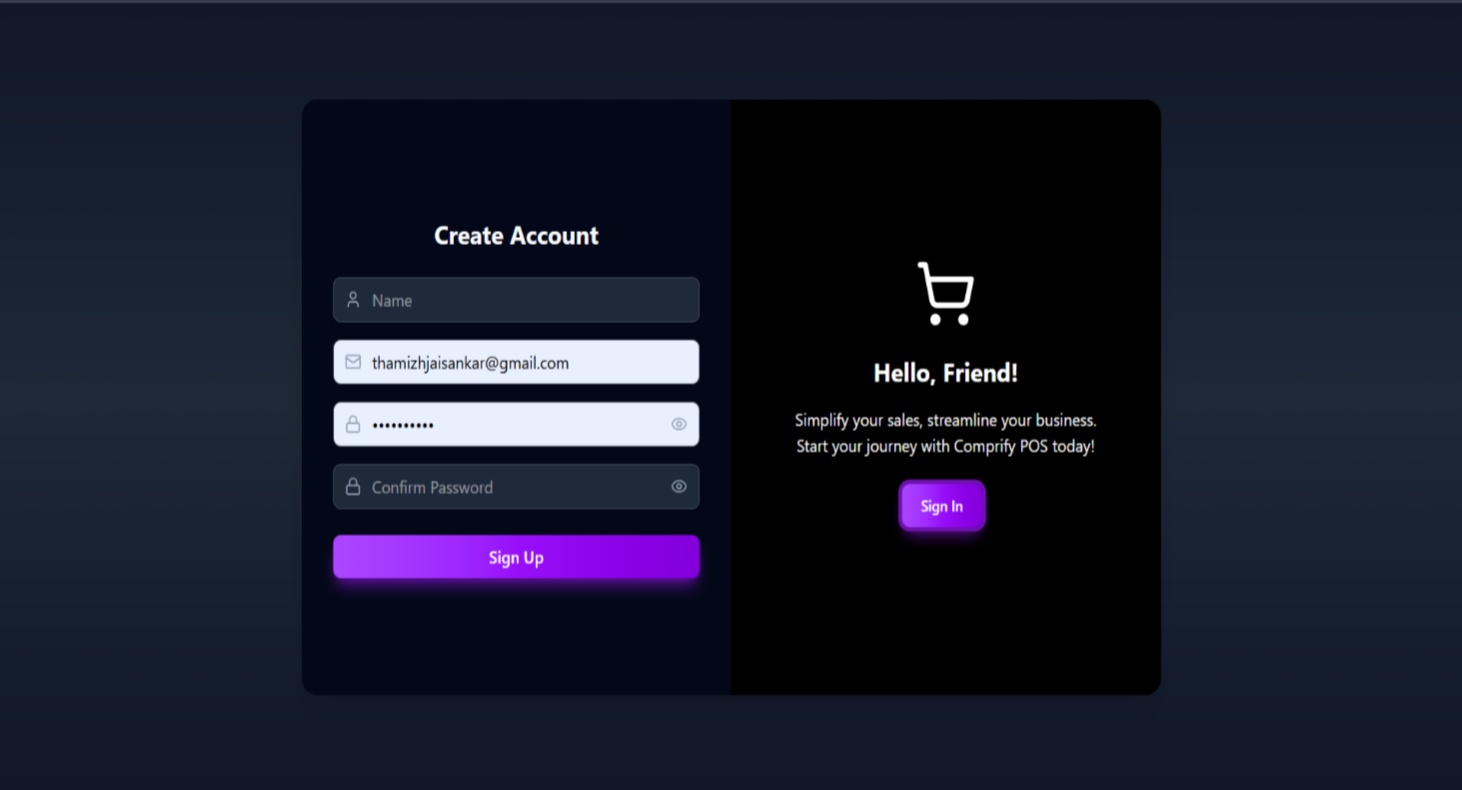 Create Account
Name
thamizhjaisankar@gmail.com
••••••••••
Confirm Password
Sign Up
Hello, Friend!
Simplify your sales, streamline your business.
Start your journey with Comprify POS today!
Sign In